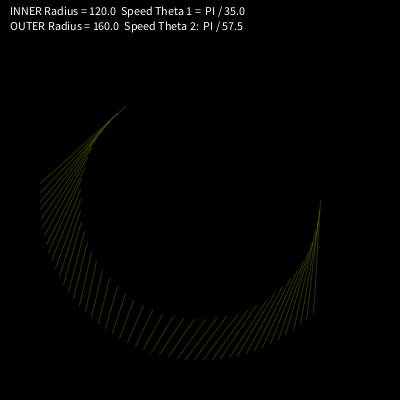 INNER Radius = 120.0  Speed Theta 1 =  PI / 35.0
OUTER Radius = 160.0  Speed Theta 2:  PI / 57.5